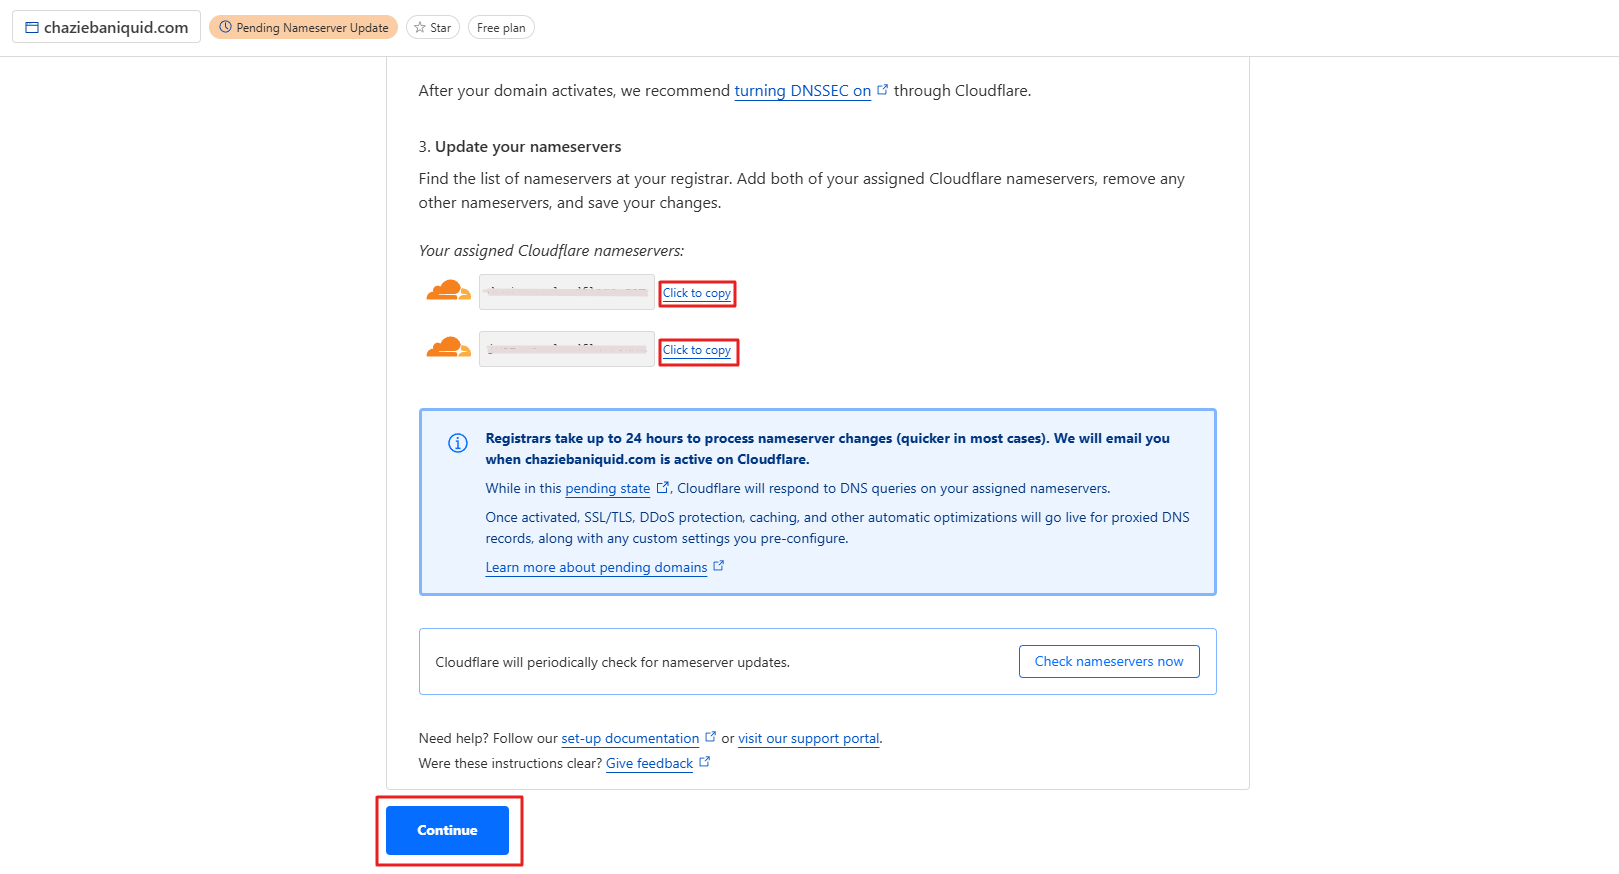 chaziebaniquid.com
Pending Nameserver Update
Star
Free plan
After your domain activates, we recommend turning DNSSEC on through Cloudflare.
3. Update your nameservers
Find the list of nameservers at your registrar. Add both of your assigned Cloudflare nameservers, remove any
other nameservers, and save your changes.
Your assigned Cloudflare nameservers:
Click to copy
Click to copy
Registrars take up to 24 hours to process nameserver changes (quicker in most cases). We will email you
when chaziebaniquid.com is active on Cloudflare.
While in this pending state , Cloudflare will respond to DNS queries on your assigned nameservers.
Once activated, SSL/TLS, DDoS protection, caching, and other automatic optimizations will go live for proxied DNS
records, along with any custom settings you pre-configure.
Learn more about pending domains
Cloudflare will periodically check for nameserver updates.
Check nameservers now
Need help? Follow our set-up documentation or visit our support portal.
Were these instructions clear? Give feedback
Continue